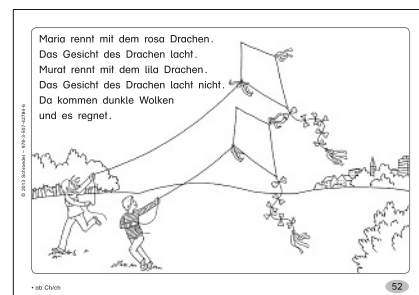 Maria rennt mit dem rosa Drachen.
Das Gesicht des Drachen lacht.
Murat rennt mit dem lila Drachen.
Das Gesicht des Drachen lacht nicht.
Da kommen dunkle Wolken
und es regnet.
• ob Ch/ch
52